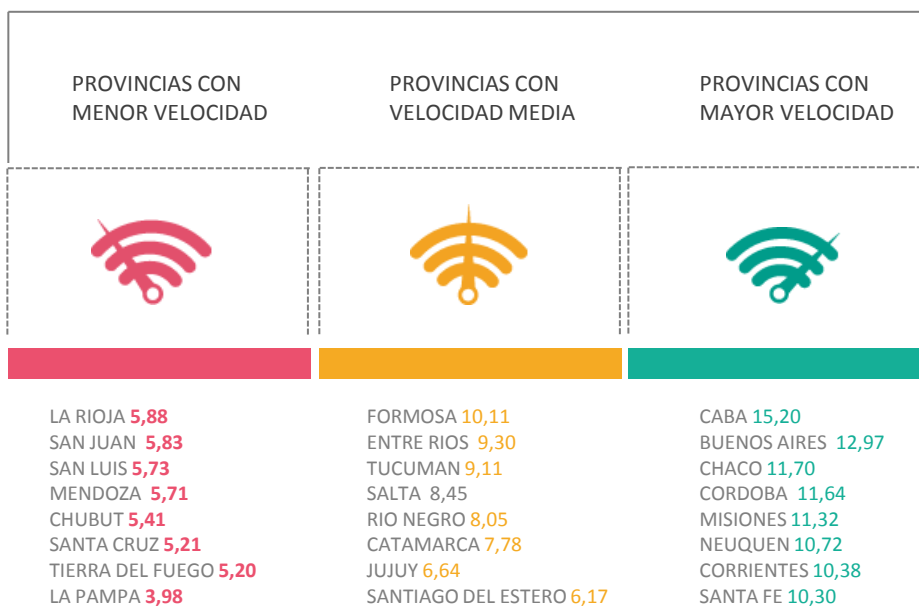 PROVINCIAS CON
MENOR VELOCIDAD
PROVINCIAS CON
VELOCIDAD MEDIA
PROVINCIAS CON
MAYOR VELOCIDAD
LA RIOJA 5,88
SAN JUAN 5,83
SAN LUIS 5,73
MENDOZA 5,71
CHUBUT 5,41
SANTA CRUZ 5,21
TIERRA DEL FUEGO 5,20
LA PAMPA 3,98
FORMOSA 10,11
ENTRE RIOS 9,30
TUCUMAN 9,11
SALTA 8,45
RIO NEGRO 8,05
CATAMARCA 7,78
JUJUY 6,64
SANTIAGO DEL ESTERO 6,17
CABA 15,20
BUENOS AIRES 12,97
CHACO 11,70
CORDOBA 11,64
MISIONES 11,32
NEUQUEN 10,72
CORRIENTES 10,38
SANTA FE 10,30